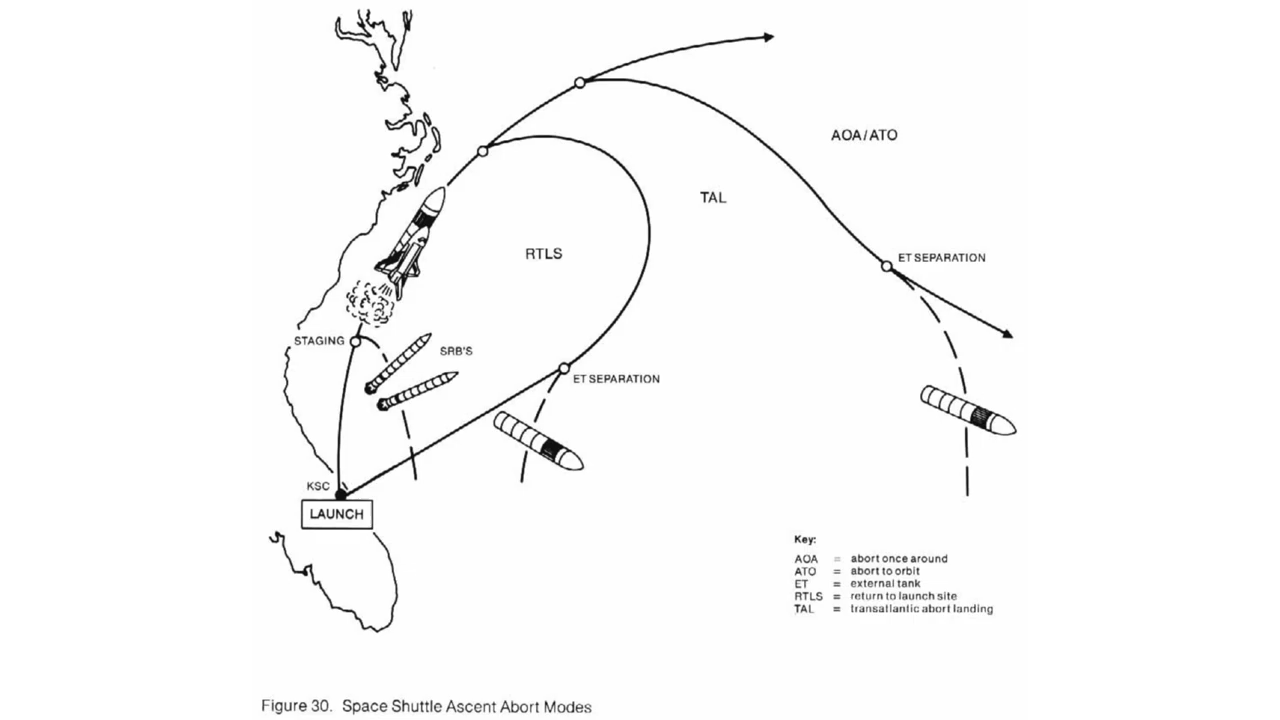 AOA/ATO
TAL
RTLS
ET SEPARATION
STAGING
SRB'S
ET SEPARATION
KSC
LAUNCH
Key:
AOA = abort once around
ATO = abort to orbit
ET = external tank
RTLS = return to launch site
TAL = transatlantic abort landing
Figure 30. Space Shuttle Ascent Abort Modes